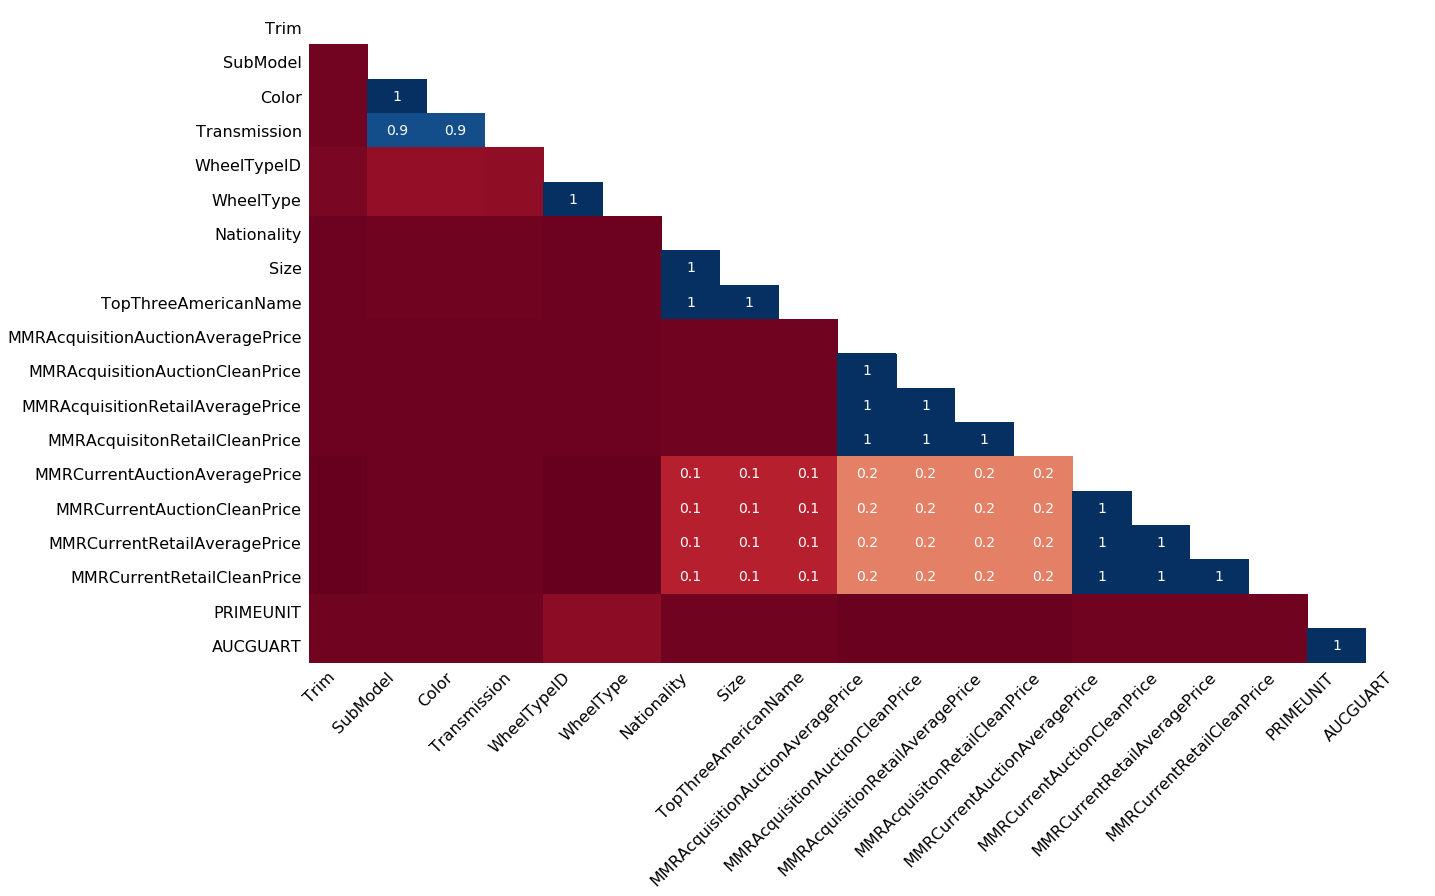 Trim
SubModel
Color 1
Transmission 0.9 0.9
WheelTypeID
WheelType 1
Nationality
Size 1
TopThreeAmericanName 1 1
MMRAcquisitionAuctionAveragePrice
MMRAcquisitionAuctionCleanPrice 1
MMRAcquisitionRetailAveragePrice 1 1
MMRAcquisitonRetailCleanPrice 1 1 1
MMRCurrentAuctionAveragePrice 0.1 0.1 0.1 0.2 0.2 0.2 0.2
MMRCurrentAuctionCleanPrice 0.1 0.1 0.1 0.2 0.2 0.2 0.2 1
MMRCurrentRetailAveragePrice 0.1 0.1 0.1 0.2 0.2 0.2 0.2 1 1
MMRCurrentRetailCleanPrice 0.1 0.1 0.1 0.2 0.2 0.2 0.2 1 1 1
PRIMEUNIT
AUCGUART 1
Trim
SubModel
Color
Transmission
WheelTypeID
WheelType
Nationality
Size
TopThreeAmericanName
MMRAcquisitionAuctionAveragePrice
MMRAcquisitionAuctionCleanPrice
MMRAcquisitionRetailAveragePrice
MMRAcquisitonRetailCleanPrice
MMRCurrentAuctionAveragePrice
MMRCurrentAuctionCleanPrice
MMRCurrentRetailAveragePrice
MMRCurrentRetailCleanPrice
PRIMEUNIT
AUCGUART